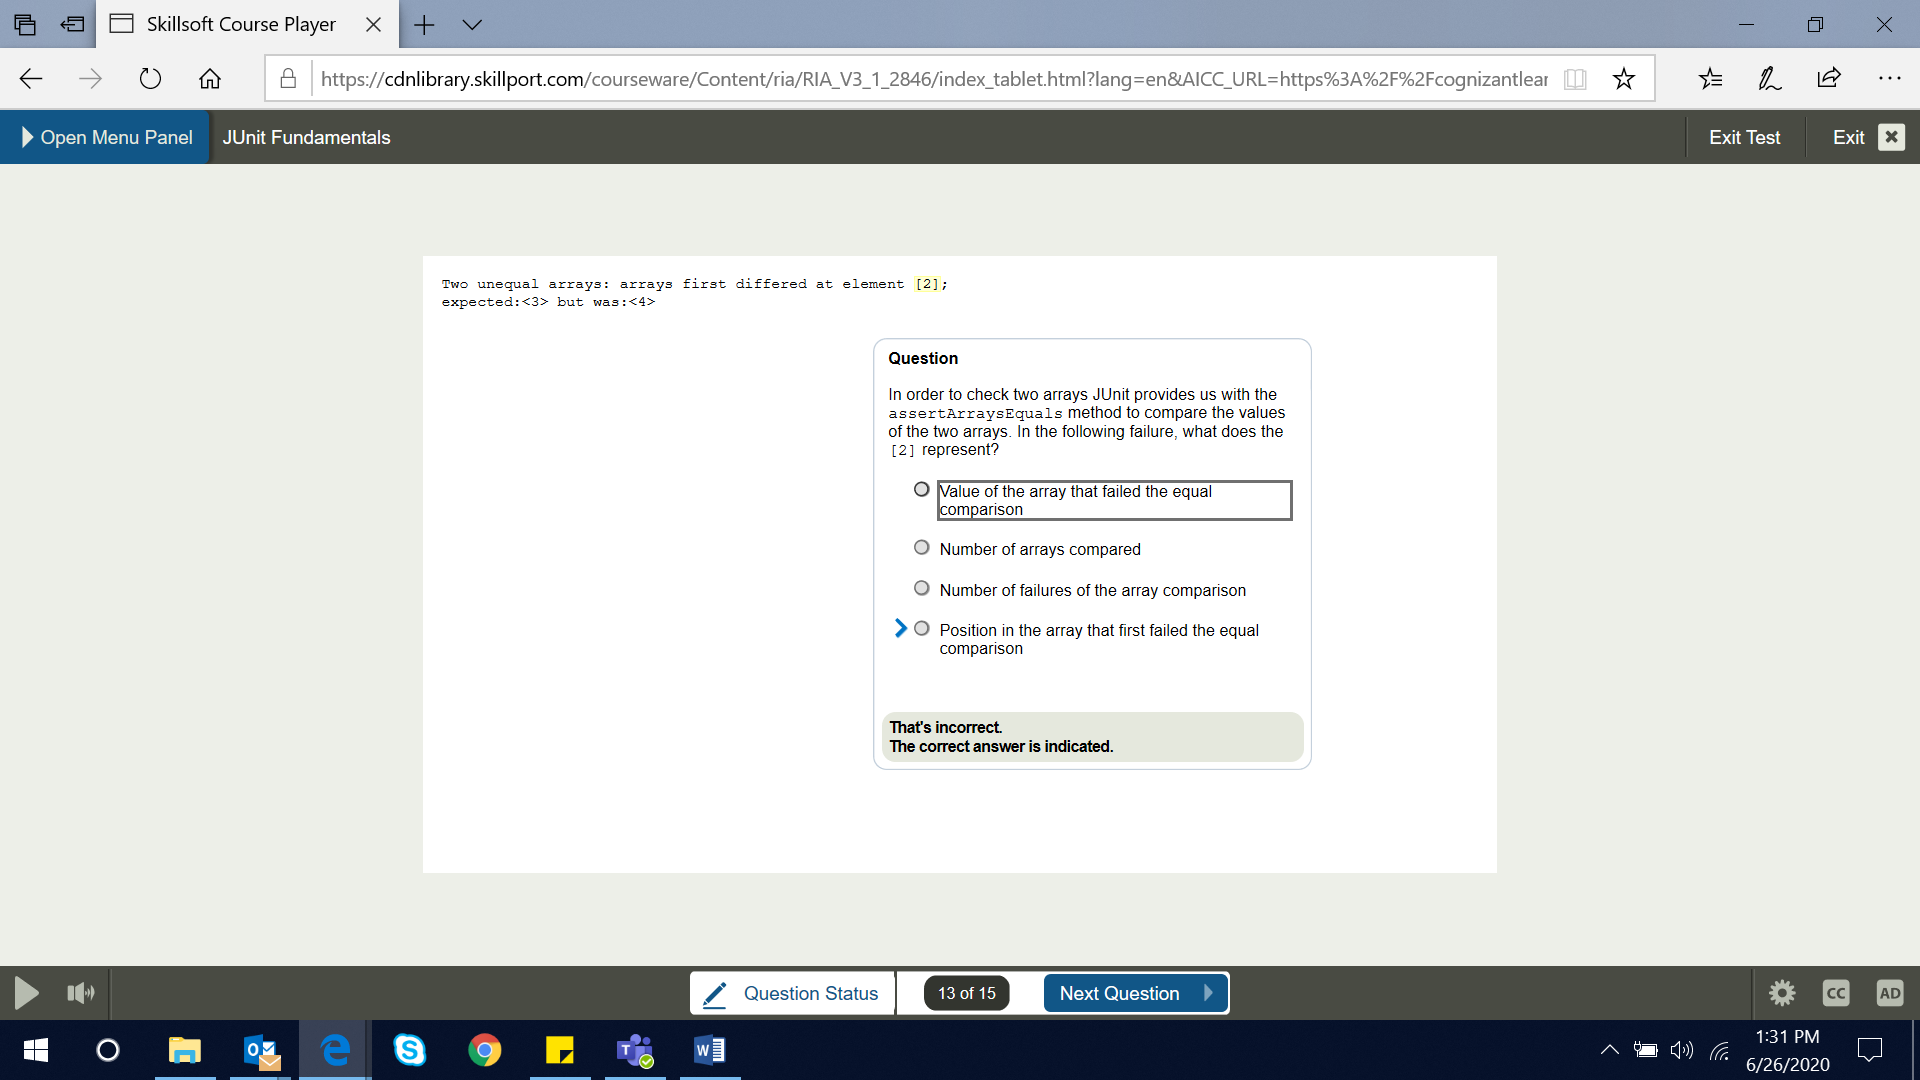 Skillsoft Course Player
https://cdnlibrary.skillport.com/courseware/Content/ria/RIA_V3_1_2846/index_tablet.html?lang=en&AICC_URL=https%3A%2F%2Fcognizantlear
Open Menu Panel
JUnit Fundamentals
Exit Test
Exit
Two unequal arrays: arrays first differed at element [2];
expected:<3> but was:<4>
Question
In order to check two arrays JUnit provides us with the
assertArraysEquals method to compare the values
of the two arrays. In the following failure, what does the
[2] represent?
Value of the array that failed the equal
comparison
Number of arrays compared
Number of failures of the array comparison
Position in the array that first failed the equal
comparison
That's incorrect.
The correct answer is indicated.
Question Status
13 of 15
Next Question
CC
AD
1:31 PM
6/26/2020